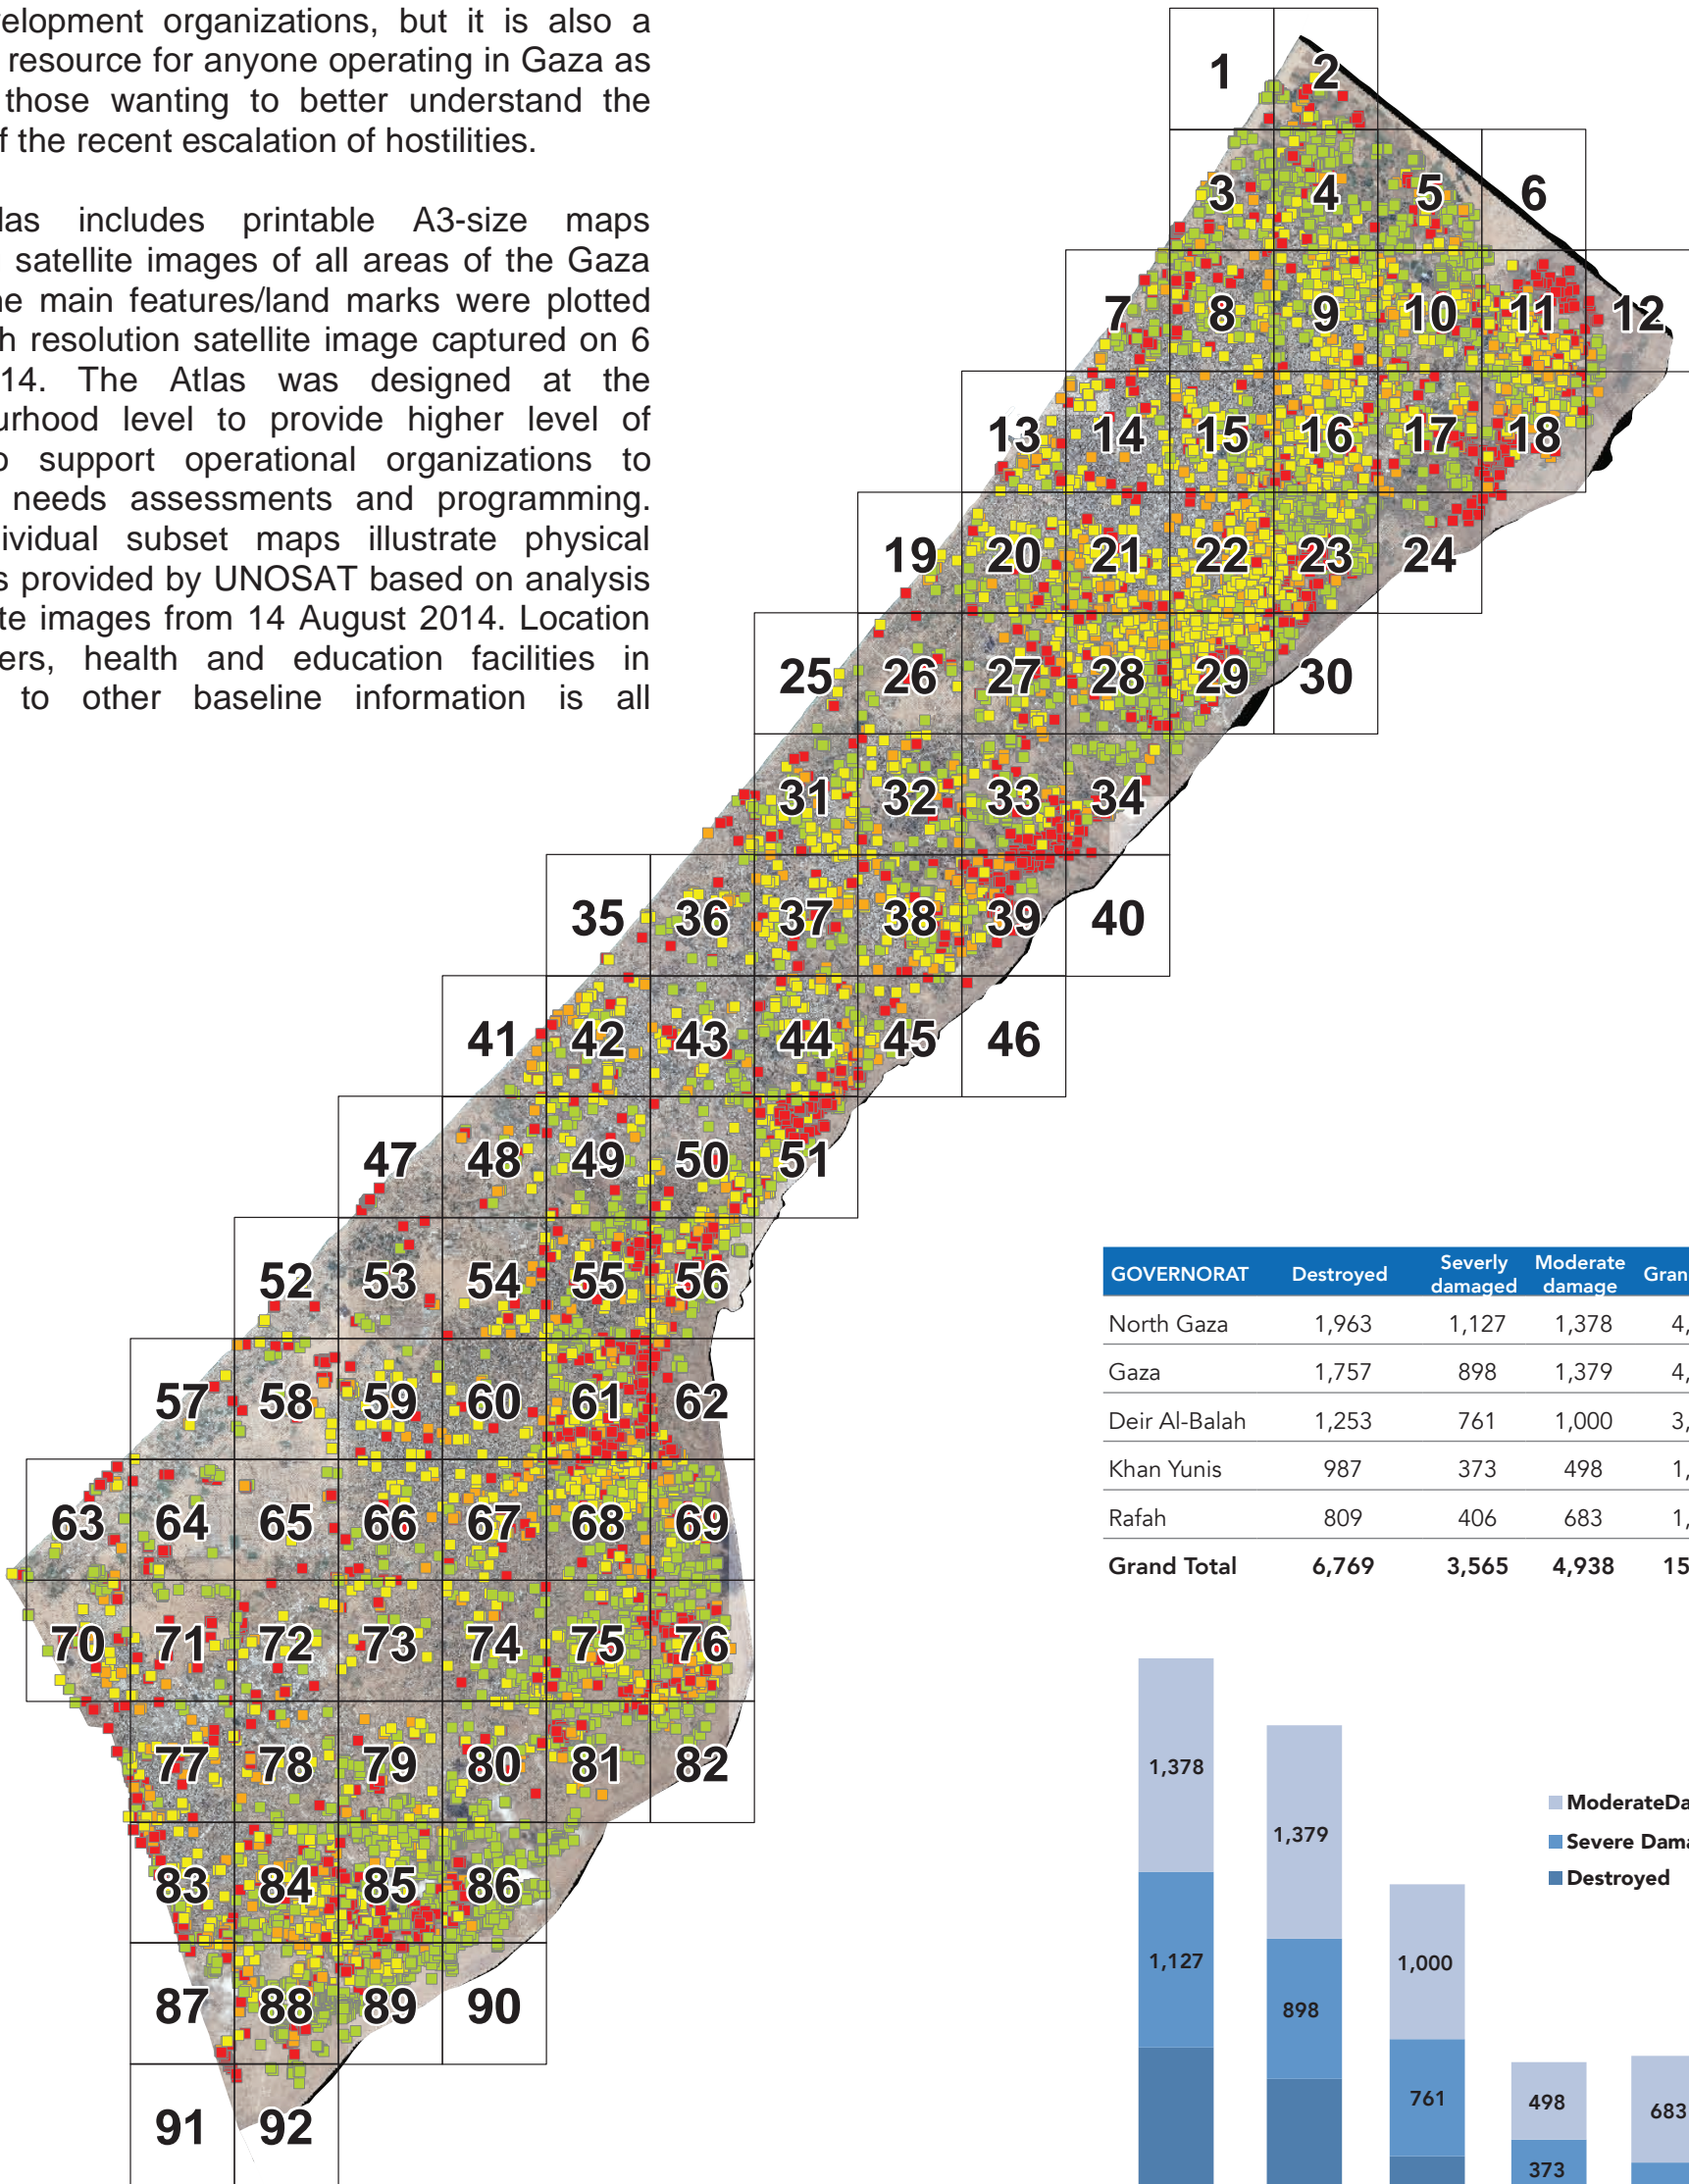 velopment organizations, but it is also a
resource for anyone operating in Gaza as
those wanting to better understand the
f the recent escalation of hostilities.
las includes printable A3-size maps
satellite images of all areas of the Gaza
ne main features/land marks were plotted
h resolution satellite image captured on 6
14. The Atlas was designed at the
urhood level to provide higher level of
o support operational organizations to
needs assessments and programming.
ividual subset maps illustrate physical
s provided by UNOSAT based on analysis
te images from 14 August 2014. Location
ers, health and education facilities in
to other baseline information is all
1 2
3 4 5 6
7 8 9 10 11 12
13 14 15 16 17 18
19 20 21 22 23 24
25 26 27 28 29 30
31 32 33 34
35 36 37 38 39 40
41 42 43 44 45 46
47 48 49 50 51
52 53 54 55 56
57 58 59 60 61 62
63 64 65 66 67 68 69
70 71 72 73 74 75 76
77 78 79 80 81 82
83 84 85 86
87 88 89 90
91 92
GOVERNORAT Destroyed Severly damaged Moderate damage Gran
North Gaza 1,963 1,127 1,378 4,
Gaza 1,757 898 1,379 4,
Deir Al-Balah 1,253 761 1,000 3,
Khan Yunis 987 373 498 1,
Rafah 809 406 683 1,
Grand Total 6,769 3,565 4,938 15
1,378
1,127
1,379
898
1,000
761
498
373
683
ModerateDa
Severe Dama
Destroyed